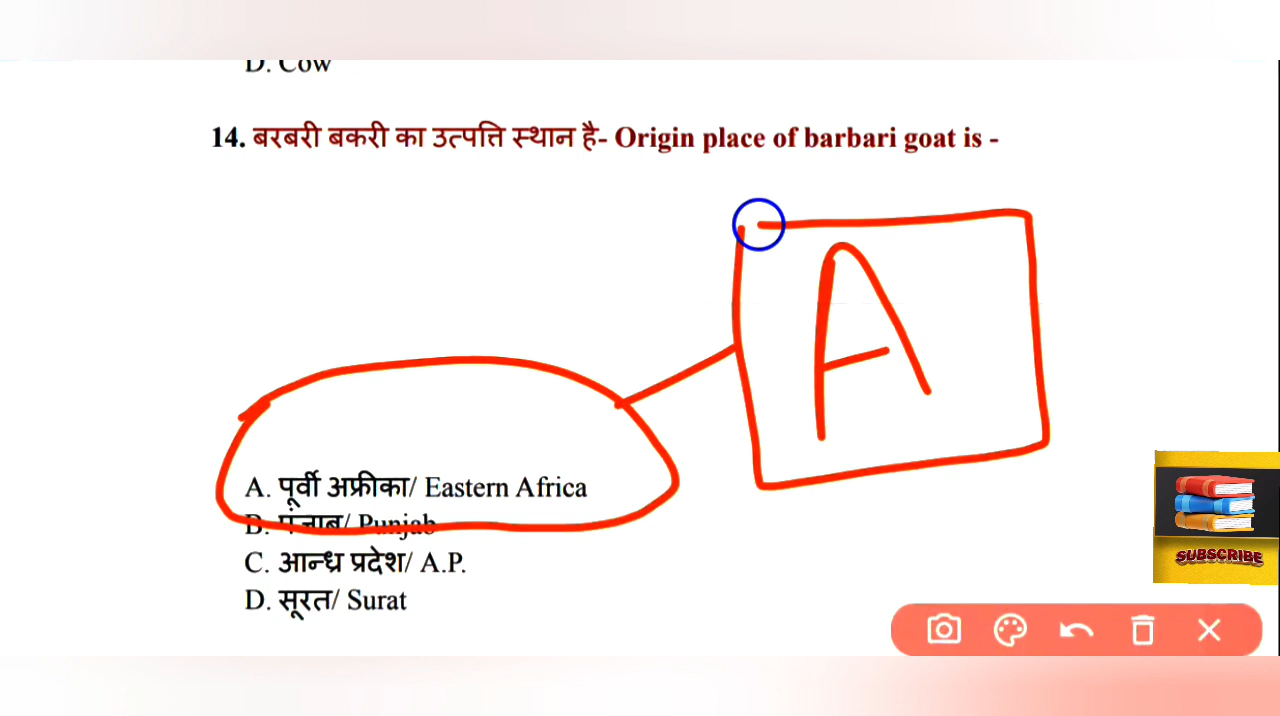 D. Cow
14. बरबरी बकरी का उत्पत्ति स्थान है- Origin place of barbari goat is -
A
A. पूर्वी अफ्रीका/ Eastern Africa
B. पंजाब/ Punjab
C. आन्ध्र प्रदेश/ A.P.
D. सूरत/ Surat
SUBSCRIBE